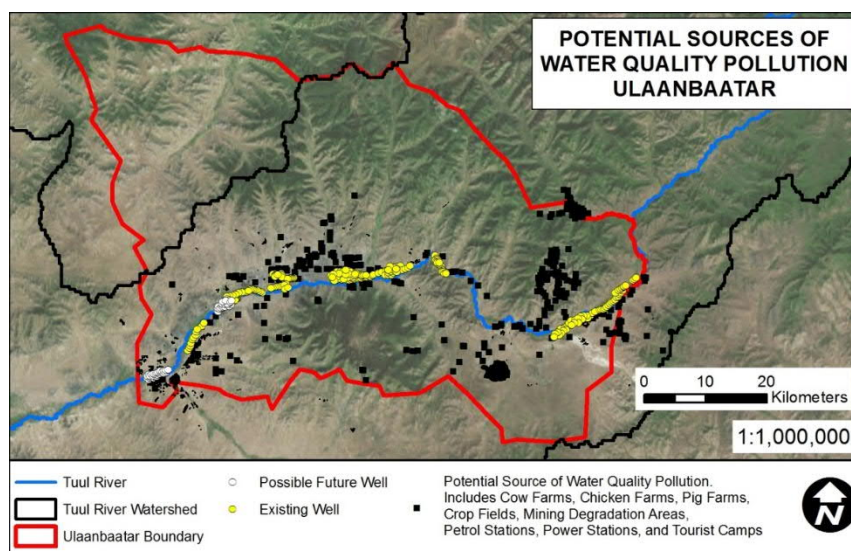 POTENTIAL SOURCES OF
WATER QUALITY POLLUTION
ULAANBAATAR
0 10 20
Kilometers
1:1,000,000
Tuul River
Tuul River Watershed
Ulaanbaatar Boundary
Possible Future Well
Existing Well
Potential Source of Water Quality Pollution.
Includes Cow Farms, Chicken Farms, Pig Farms,
Crop Fields, Mining Degradation Areas,
Petrol Stations, Power Stations, and Tourist Camps
N